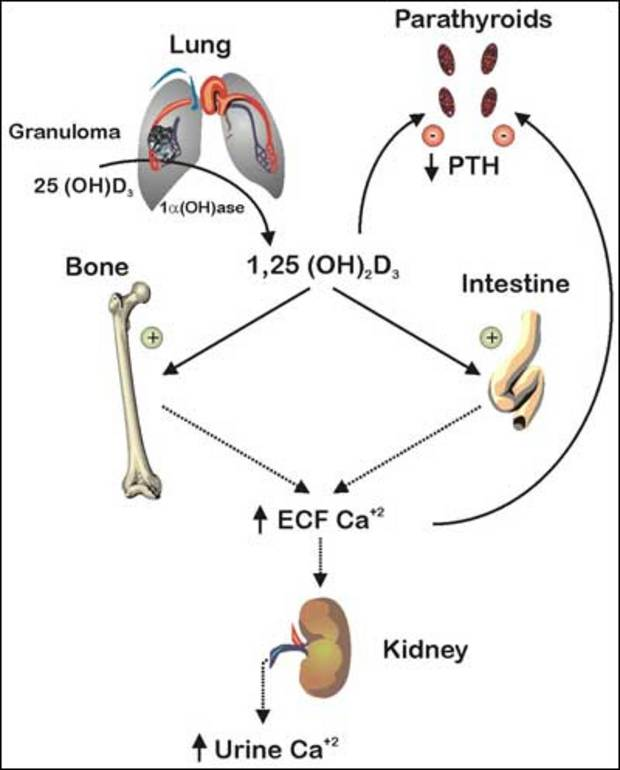 Parathyroids
Lung
Granuloma
25 (OH)D₃
1α(OH)ase
- -
↓ PTH
1,25 (OH)₂D₃
Bone
Intestine
+ +
↑ ECF Ca⁺²
Kidney
↑ Urine Ca⁺²